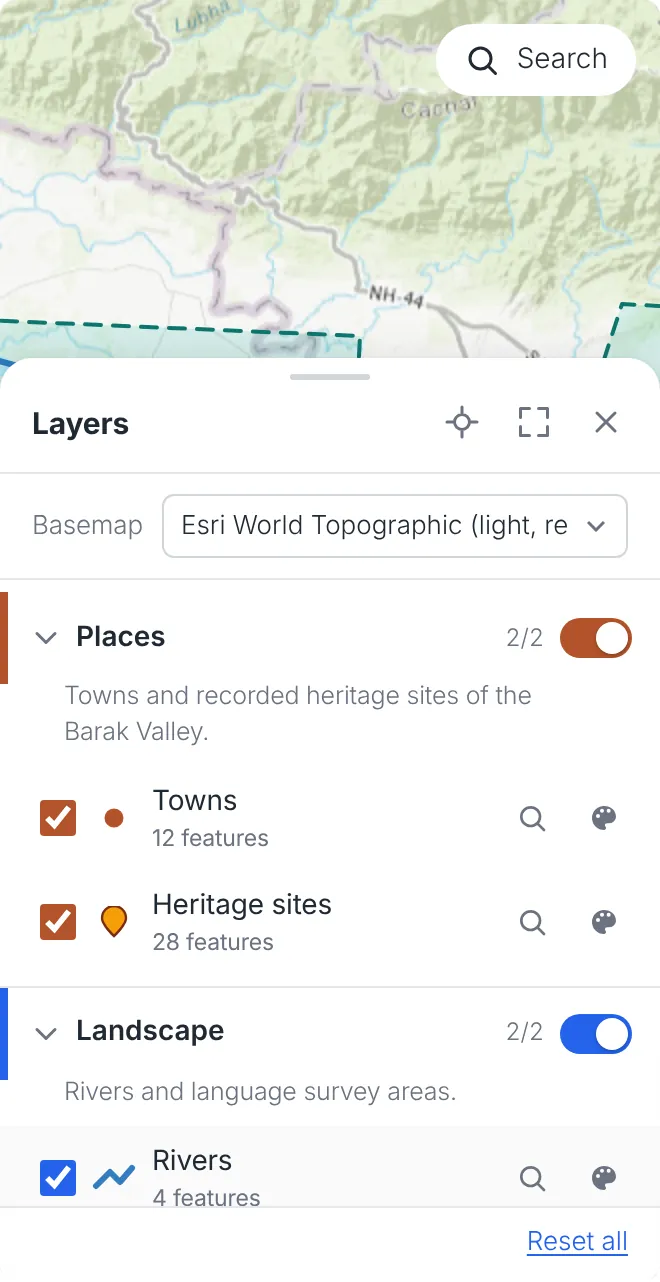 Lubha
Search
Cachar
NH-44
Layers
Basemap
Esri World Topographic (light, re
Places
2/2
Towns and recorded heritage sites of the
Barak Valley.
Towns
12 features
Heritage sites
28 features
Landscape
2/2
Rivers and language survey areas.
Rivers
4 features
Reset all